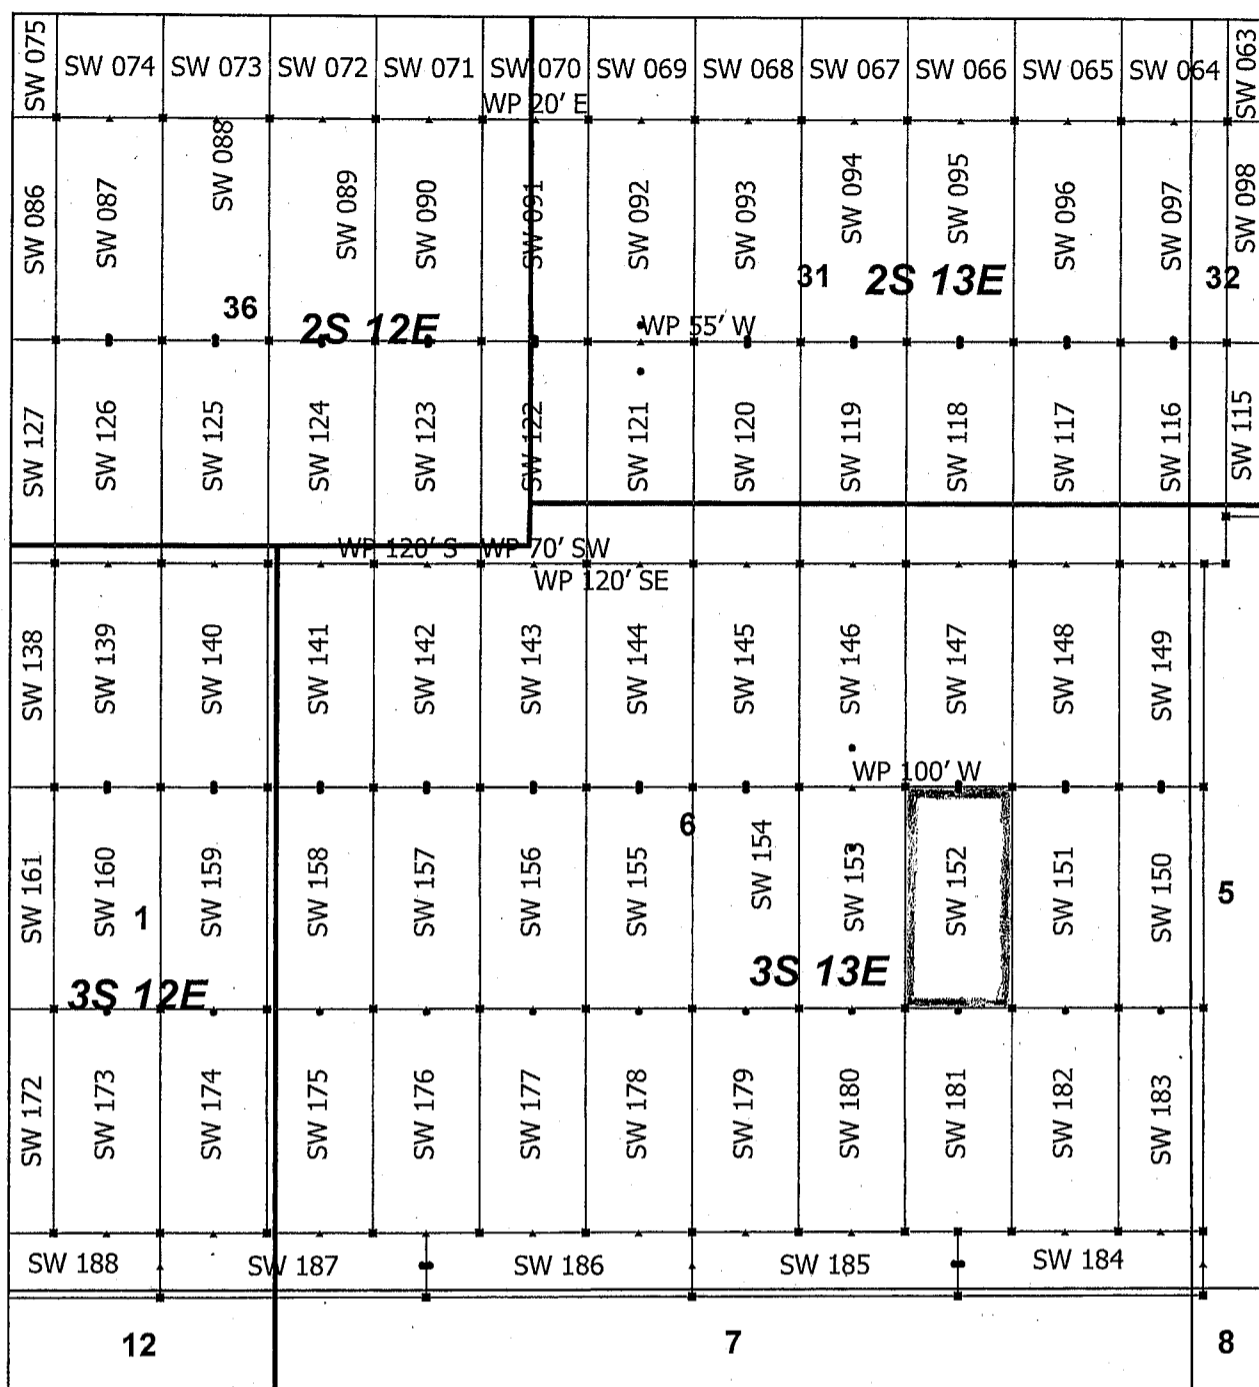 SW 075 SW 074 SW 073 SW 072 SW 071 SW 070 SW 069 SW 068 SW 067 SW 066 SW 065 SW 064 SW 063
WP 20' E
SW 086 SW 087 SW 088 SW 089 SW 090 SW 091 SW 092 SW 093 SW 094 SW 095 SW 096 SW 097 SW 098
31 2S 13E 32
36 2S 12E
WP 55' W
SW 127 SW 126 SW 125 SW 124 SW 123 SW 122 SW 121 SW 120 SW 119 SW 118 SW 117 SW 116 SW 115
WP 120' S WP 70' SW
WP 120' SE
SW 138 SW 139 SW 140 SW 141 SW 142 SW 143 SW 144 SW 145 SW 146 SW 147 SW 148 SW 149
WP 100' W
6
SW 161 SW 160 SW 159 SW 158 SW 157 SW 156 SW 155 SW 154 SW 153 SW 152 SW 151 SW 150
1 5
3S 12E 3S 13E
SW 172 SW 173 SW 174 SW 175 SW 176 SW 177 SW 178 SW 179 SW 180 SW 181 SW 182 SW 183
SW 188 SW 187 SW 186 SW 185 SW 184
12 7 8